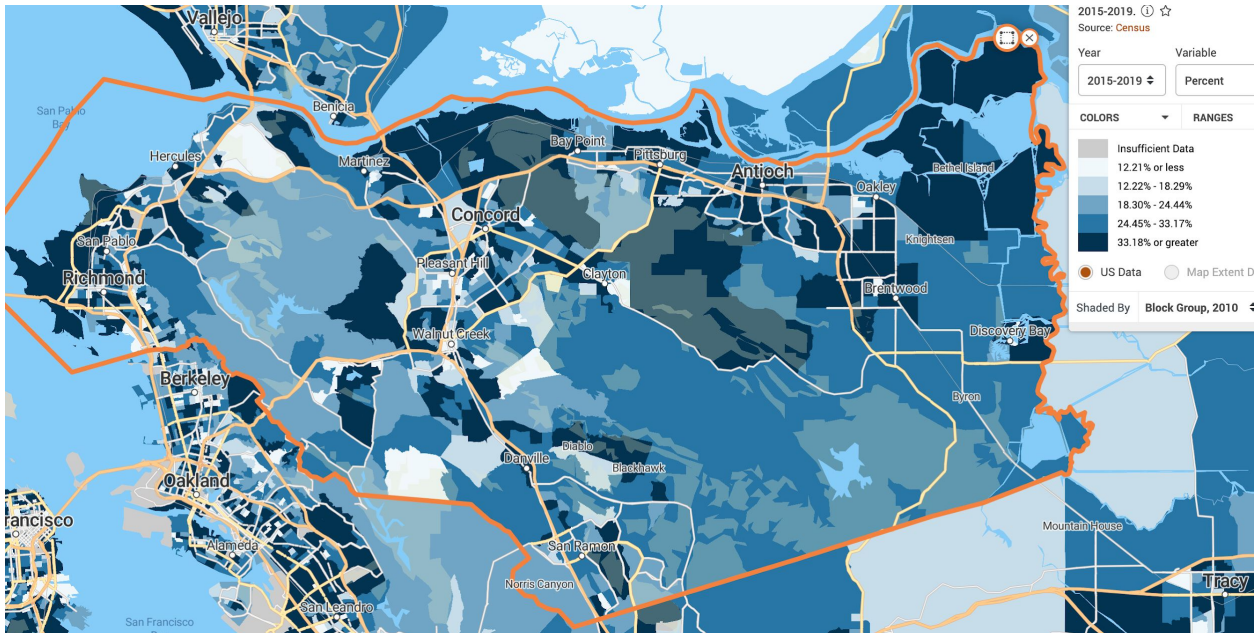 Vallejo
San Pablo
Bay
Benicia
Hercules
Martinez
Bay Point
Pittsburg
Antioch
Oakley
Bethel Island
Concord
San Pablo
Richmond
Pleasant Hill
Clayton
Knightsen
Brentwood
Walnut Creek
Discovery Bay
Berkeley
Byron
Danville
Diablo
Blackhawk
Oakland
rancisco
Alameda
San Ramon
Mountain House
Norris Canyon
Tracy
San Leandro
San Francisco
2015-2019.
Source: Census
Year Variable
2015-2019 Percent
COLORS RANGES
Insufficient Data
12.21% or less
12.22% - 18.29%
18.30% - 24.44%
24.45% - 33.17%
33.18% or greater
US Data Map Extent D
Shaded By Block Group, 2010